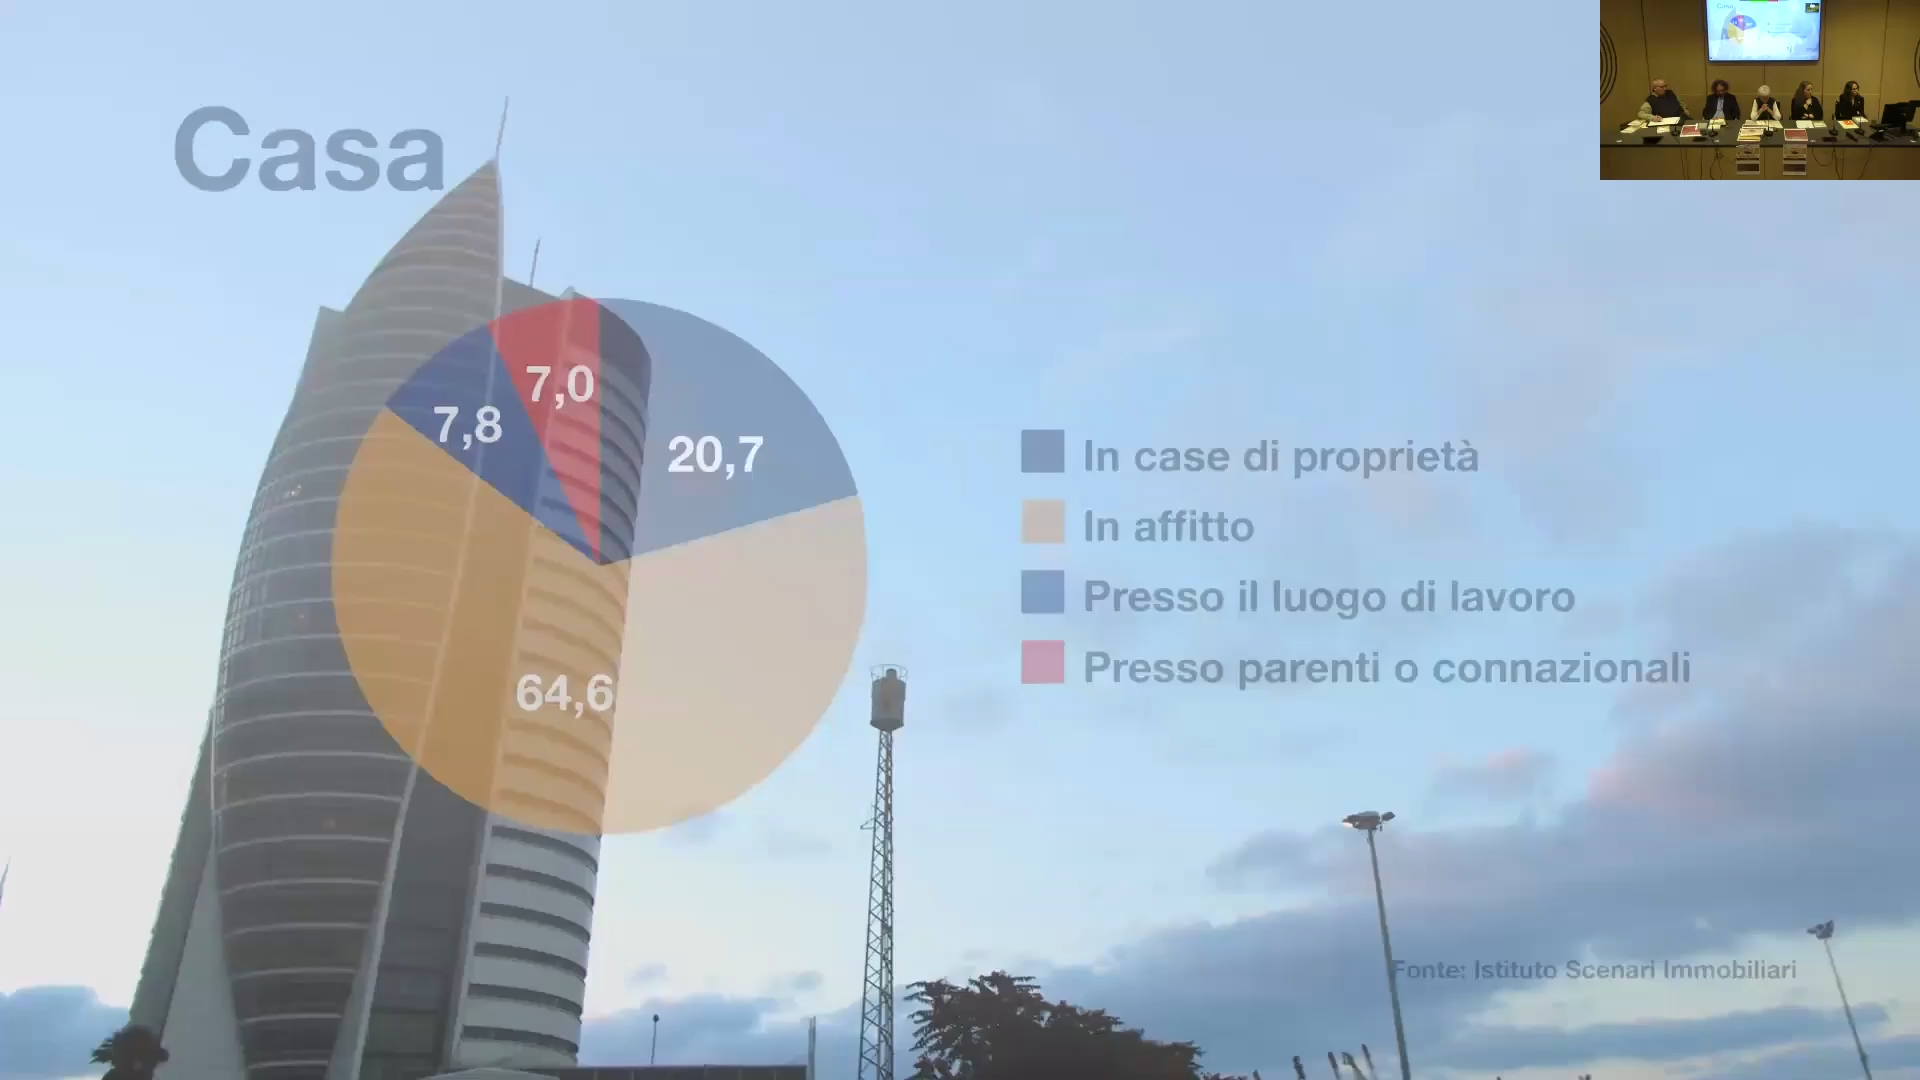 Casa
7,0
7,8
20,7
64,6
In case di proprietà
In affitto
Presso il luogo di lavoro
Presso parenti o connazionali
Fonte: Istituto Scenari Immobiliari